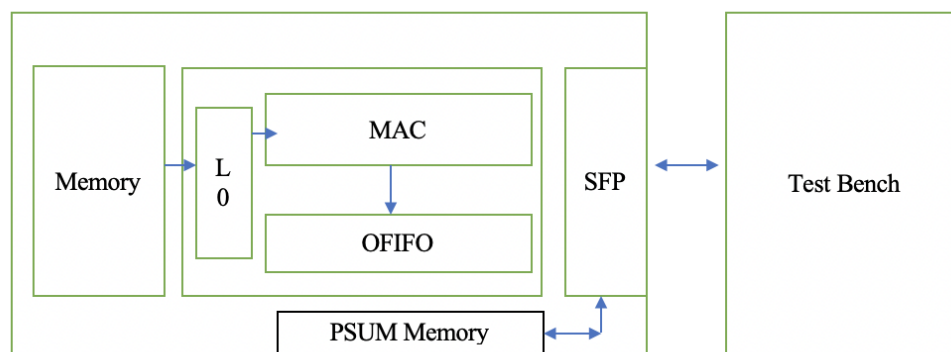 Memory
L
0
MAC
OFIFO
SFP
Test Bench
PSUM Memory